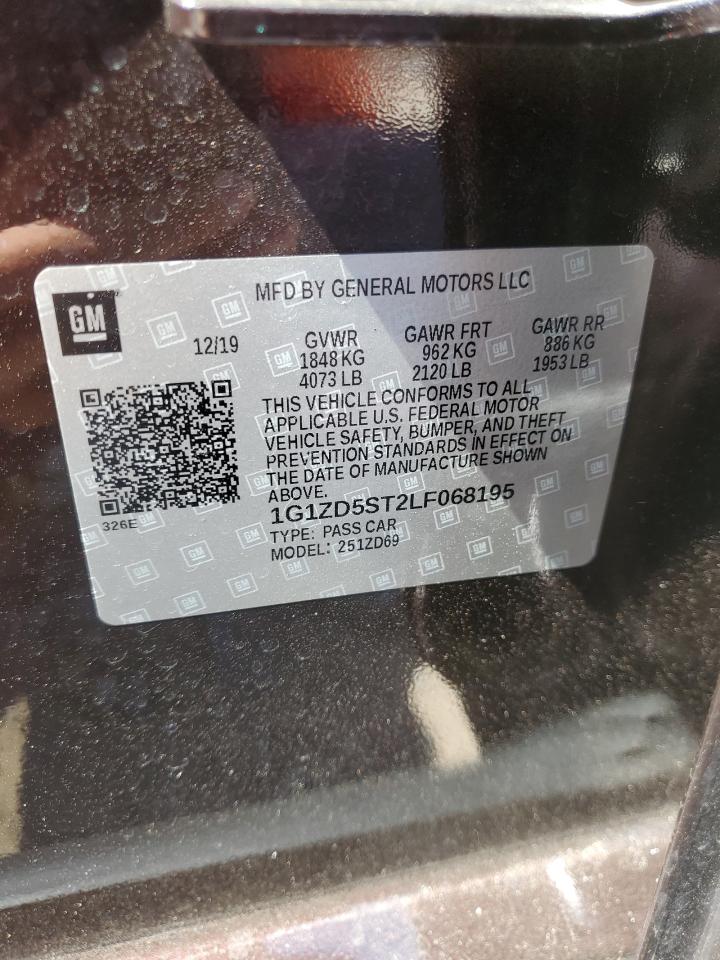 GM
MFD BY GENERAL MOTORS LLC
12/19
GVWR
1848 KG
4073 LB
GAWR FRT
962 KG
2120 LB
GAWR RR
886 KG
1953 LB
THIS VEHICLE CONFORMS TO ALL
APPLICABLE U.S. FEDERAL MOTOR
VEHICLE SAFETY, BUMPER, AND THEFT
PREVENTION STANDARDS IN EFFECT ON
THE DATE OF MANUFACTURE SHOWN
ABOVE.
326E
1G1ZD5ST2LF068195
TYPE: PASS CAR
MODEL: 251ZD69